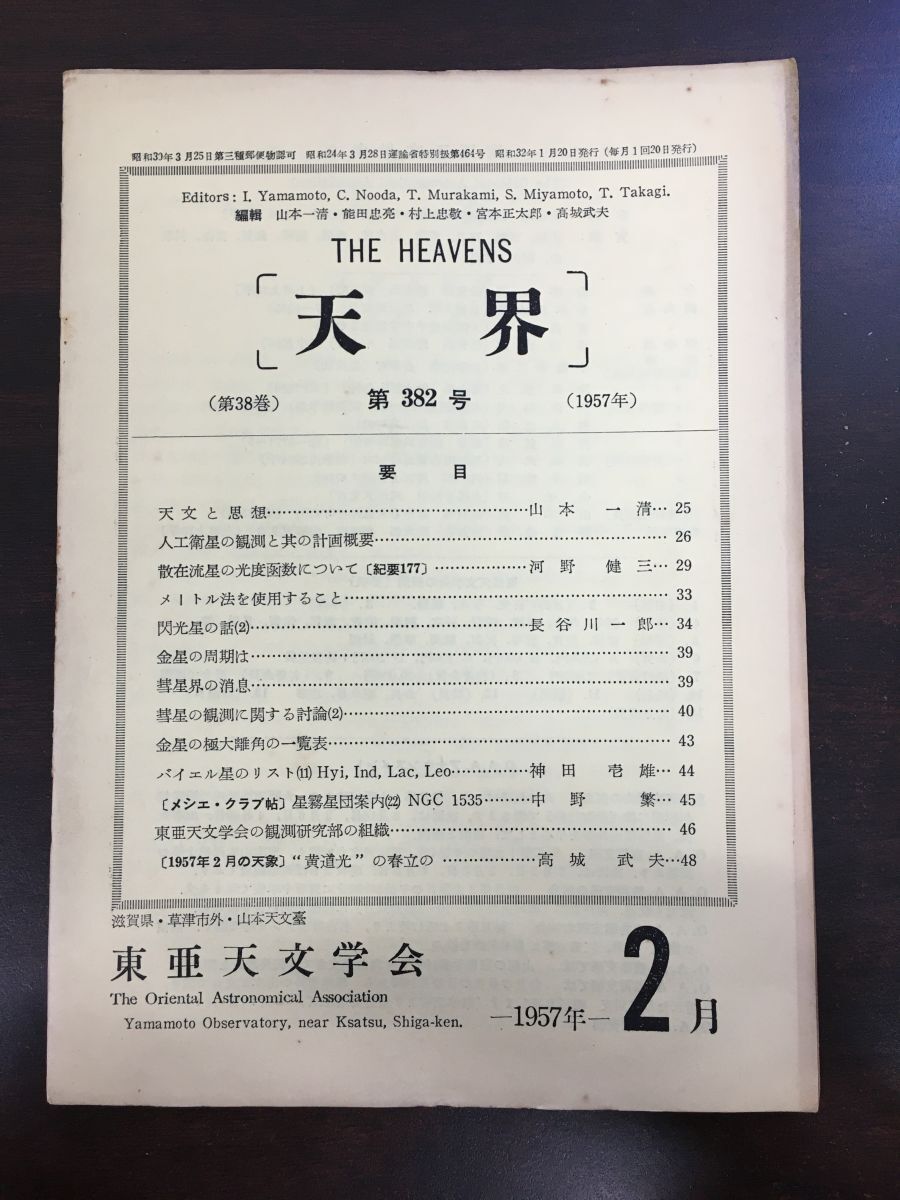 昭和30年3月25日第三種郵便物認可 昭和24年3月28日運輸省特別扱第464号 昭和32年1月20日発行(毎月1回20日発行)
Editors: I. Yamamoto, C. Nooda, T. Murakami, S. Miyamoto, T. Takagi.
編輯 山本一清・能田忠亮・村上忠敬・宮本正太郎・高城武夫
THE HEAVENS
〔天界〕
(第38巻) 第382号 (1957年)
要目
天文と思想……………山本一清…25
人工衛星の観測と其の計画概要……………26
散在流星の光度函数について〔紀要177〕……………河野健三…29
メートル法を使用すること……………33
閃光星の話(2)……………長谷川一郎…34
金星の周期は……………39
彗星界の消息……………39
彗星の観測に関する討論(2)……………40
金星の極大離角の一覧表……………43
バイエル星のリスト(11) Hyi, Ind, Lac, Leo……………神田壱雄…44
〔メシエ・クラブ帖〕星霧星団案内(22) NGC 1535………中野繁…45
東亜天文学会の観測研究部の組織……………46
〔1957年2月の天象〕“黄道光”の春立の……………高城武夫…48
滋賀県・草津市外・山本天文臺
東亜天文学会
The Oriental Astronomical Association
Yamamoto Observatory, near Ksatsu, Shiga-ken.
—1957年— 2月